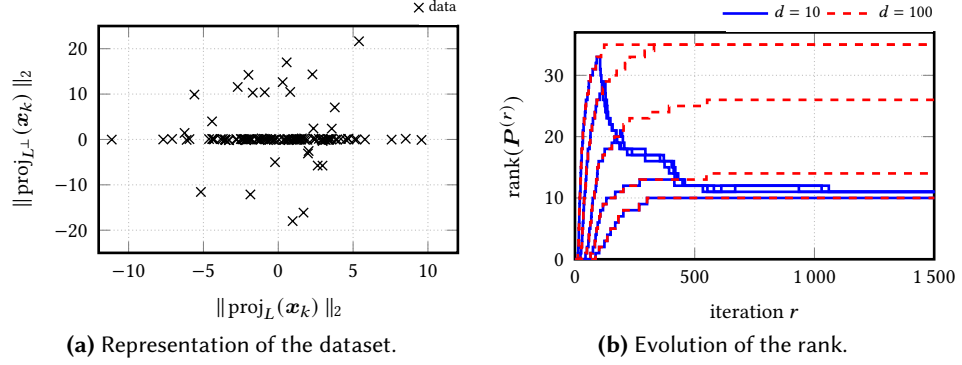 × data
20
10
0
−10
−20
−10
−5
0
5
10
‖ proj_{L^⊥}(x_k) ‖_2
‖ proj_L(x_k) ‖_2
(a) Representation of the dataset.
d = 10
d = 100
30
20
10
0
0
500
1 000
1 500
rank(P^{(r)})
iteration r
(b) Evolution of the rank.